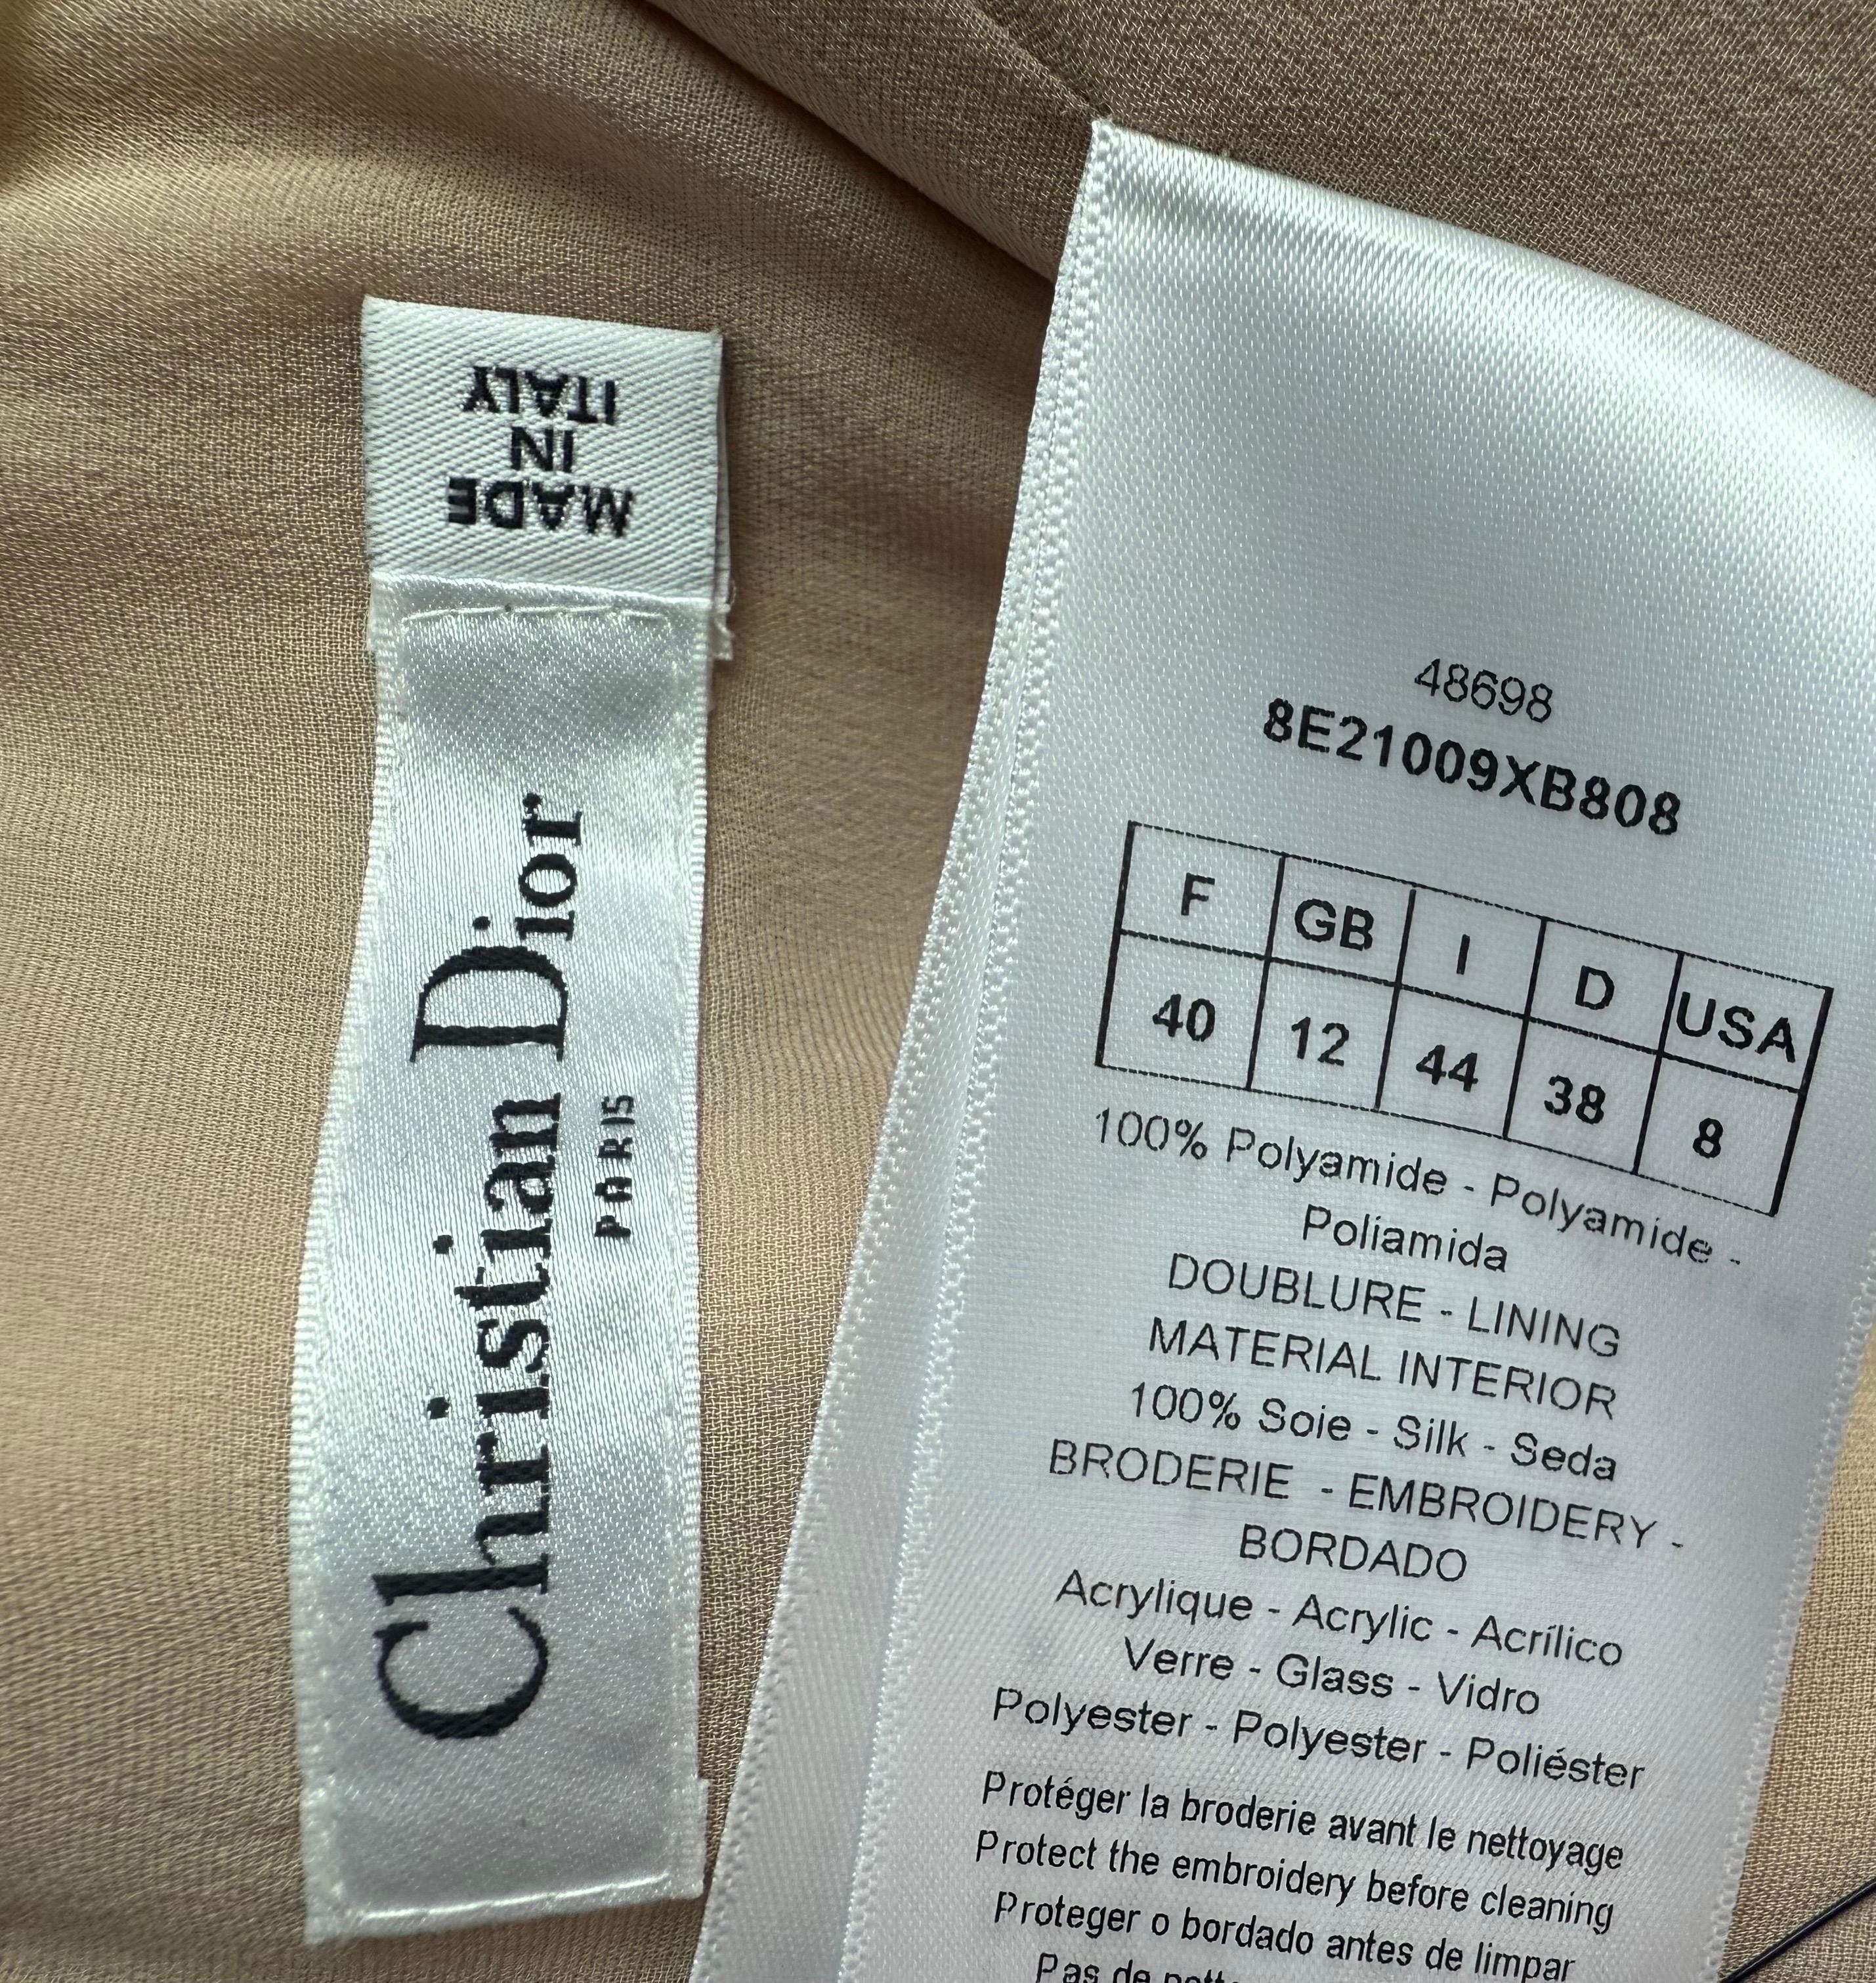 MADE
IN
ITALY
Christian Dior
PARIS
48698
8E21009XB808
F GB I D USA
40 12 44 38 8
100% Polyamide - Polyamide -
Poliamida
DOUBLURE - LINING
MATERIAL INTERIOR
100% Soie - Silk - Seda
BRODERIE - EMBROIDERY -
BORDADO
Acrylique - Acrylic - Acrílico
Verre - Glass - Vidro
Polyester - Polyester - Poliéster
Protéger la broderie avant le nettoyage
Protect the embroidery before cleaning
Proteger o bordado antes de limpar
Pas de